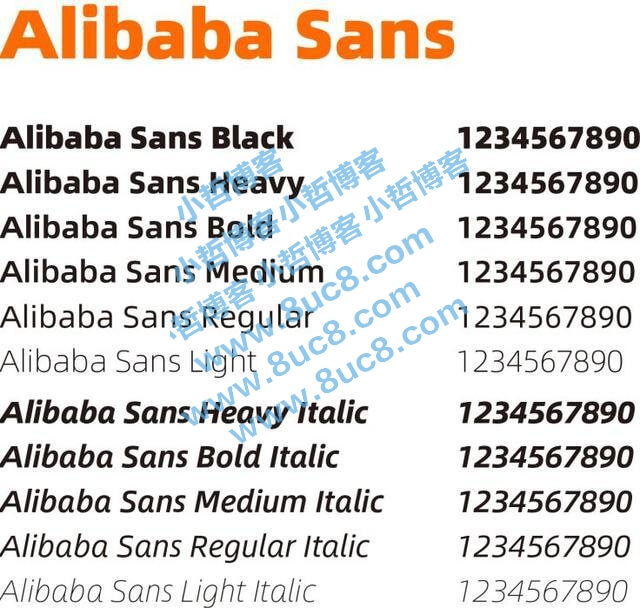 Alibaba Sans
Alibaba Sans Black 1234567890
Alibaba Sans Heavy 1234567890
Alibaba Sans Bold 1234567890
Alibaba Sans Medium 1234567890
Alibaba Sans Regular 1234567890
Alibaba Sans Light 1234567890
Alibaba Sans Heavy Italic 1234567890
Alibaba Sans Bold Italic 1234567890
Alibaba Sans Medium Italic 1234567890
Alibaba Sans Regular Italic 1234567890
Alibaba Sans Light Italic 1234567890
小哲博客 小哲博客 小哲博客
www.8uc8.com
www.8uc8.com
www.8uc8.com